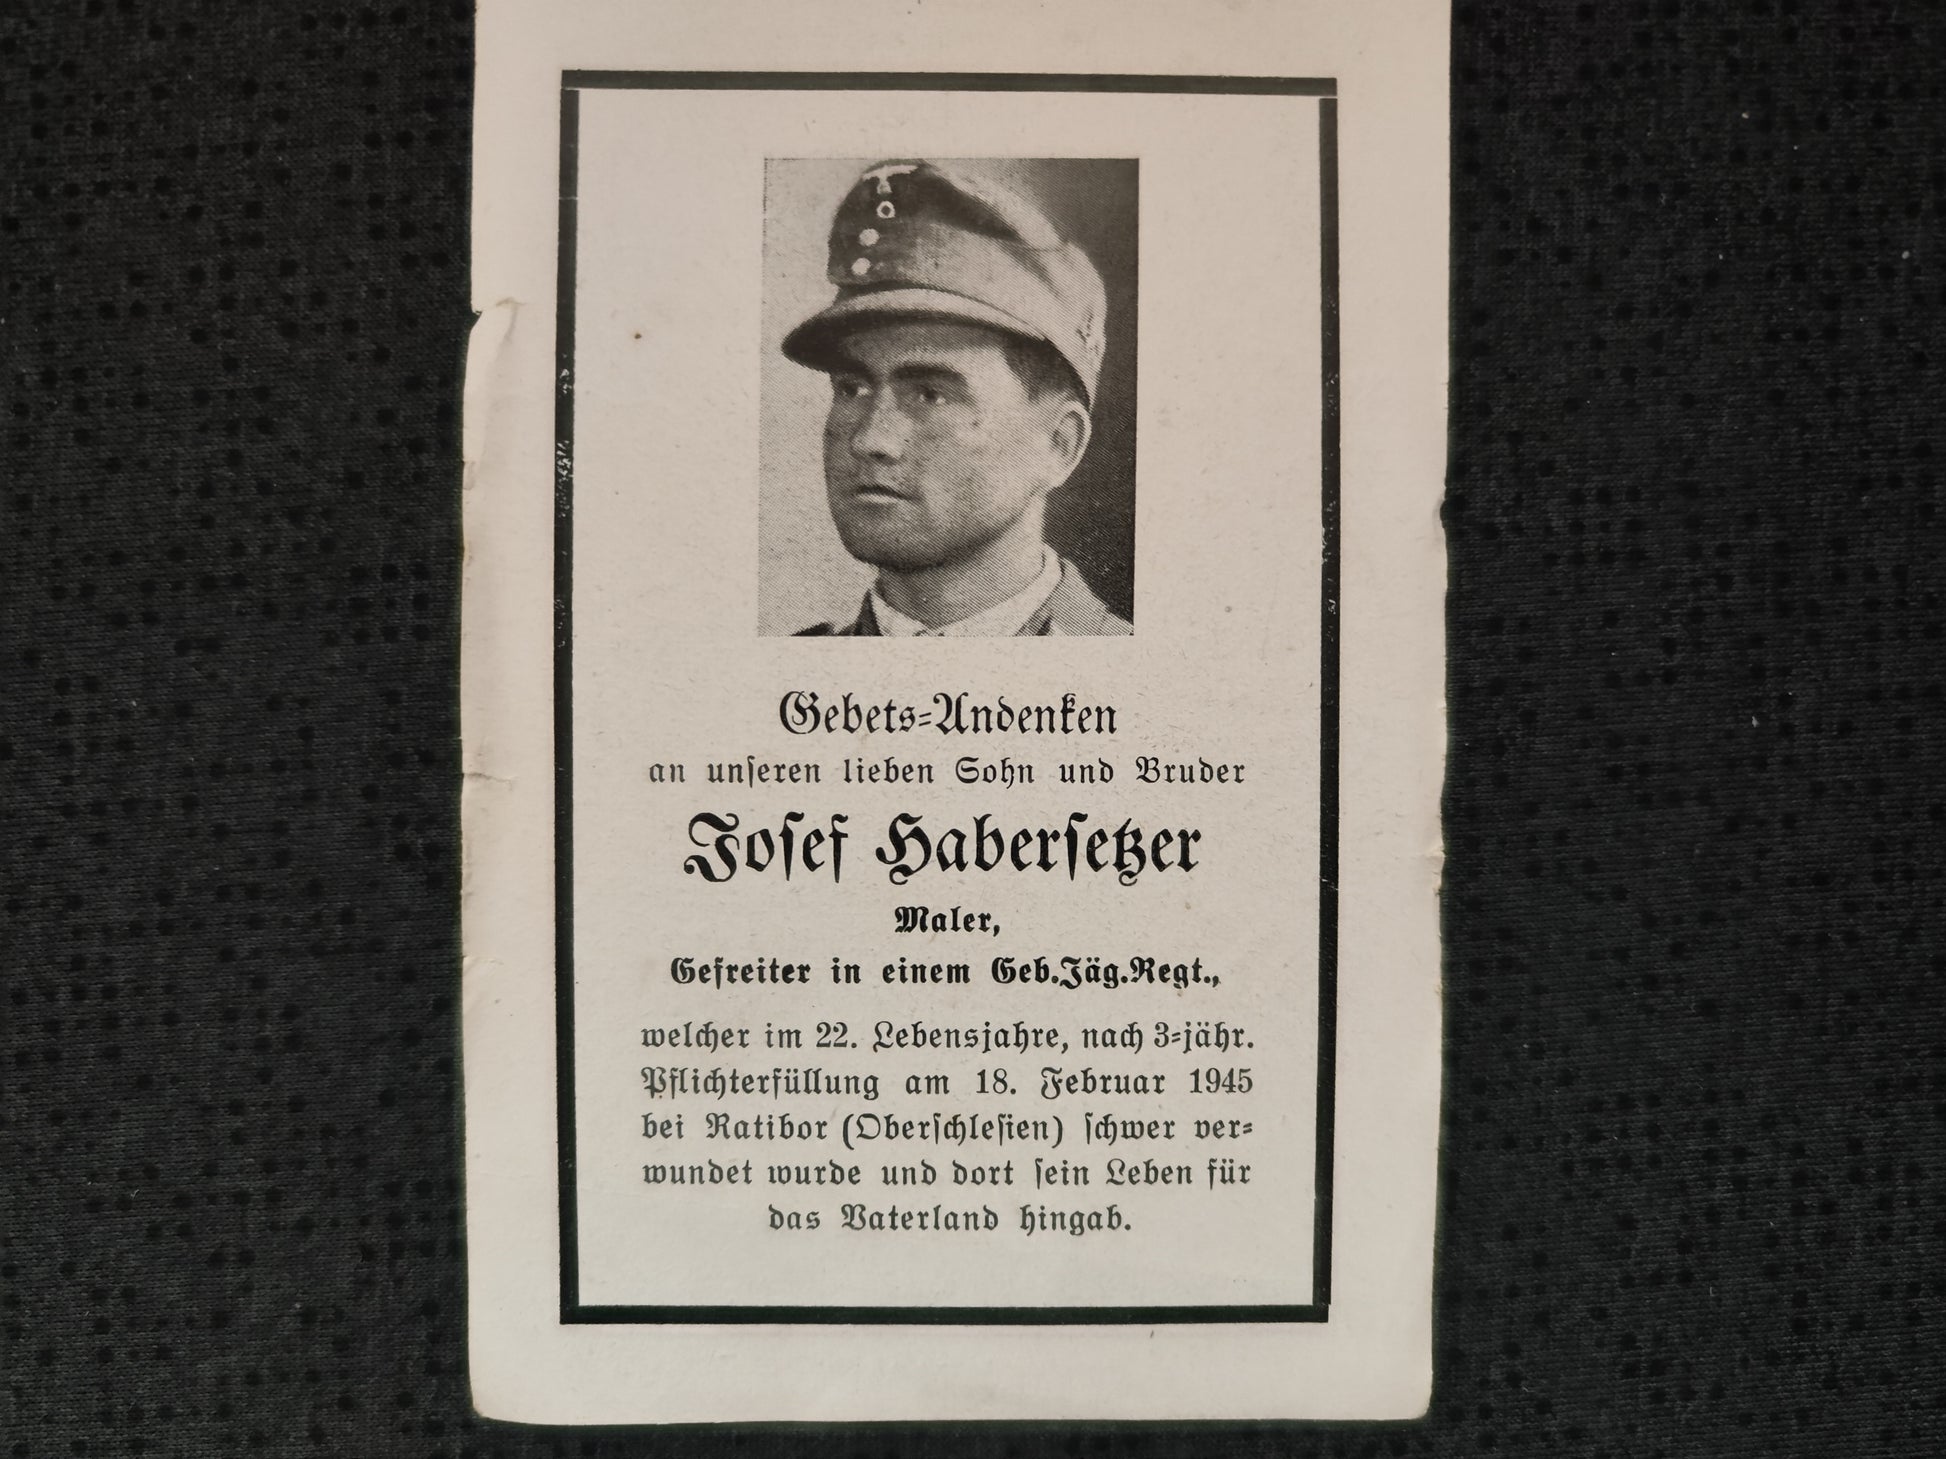 Gebets-Andenken
an unseren lieben Sohn und Bruder
Josef Habersetzer
Maler,
Gefreiter in einem Geb.Jäg.Regt.,
welcher im 22. Lebensjahre, nach 3-jähr.
Pflichterfüllung am 18. Februar 1945
bei Ratibor (Oberschlesien) schwer ver-
wundet wurde und dort sein Leben für
das Vaterland hingab.